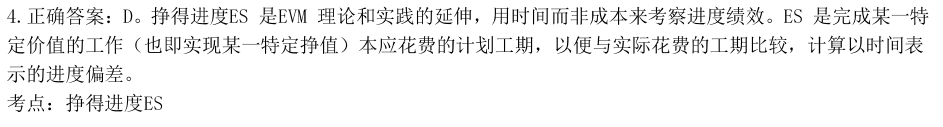 4.正确答案：D。挣得进度ES 是EVM 理论和实践的延伸，用时间而非成本来考察进度绩效。ES 是完成某一特
定价值的工作（也即实现某一特定挣值）本应花费的计划工期，以便与实际花费的工期比较，计算以时间表
示的进度偏差。
考点：挣得进度ES